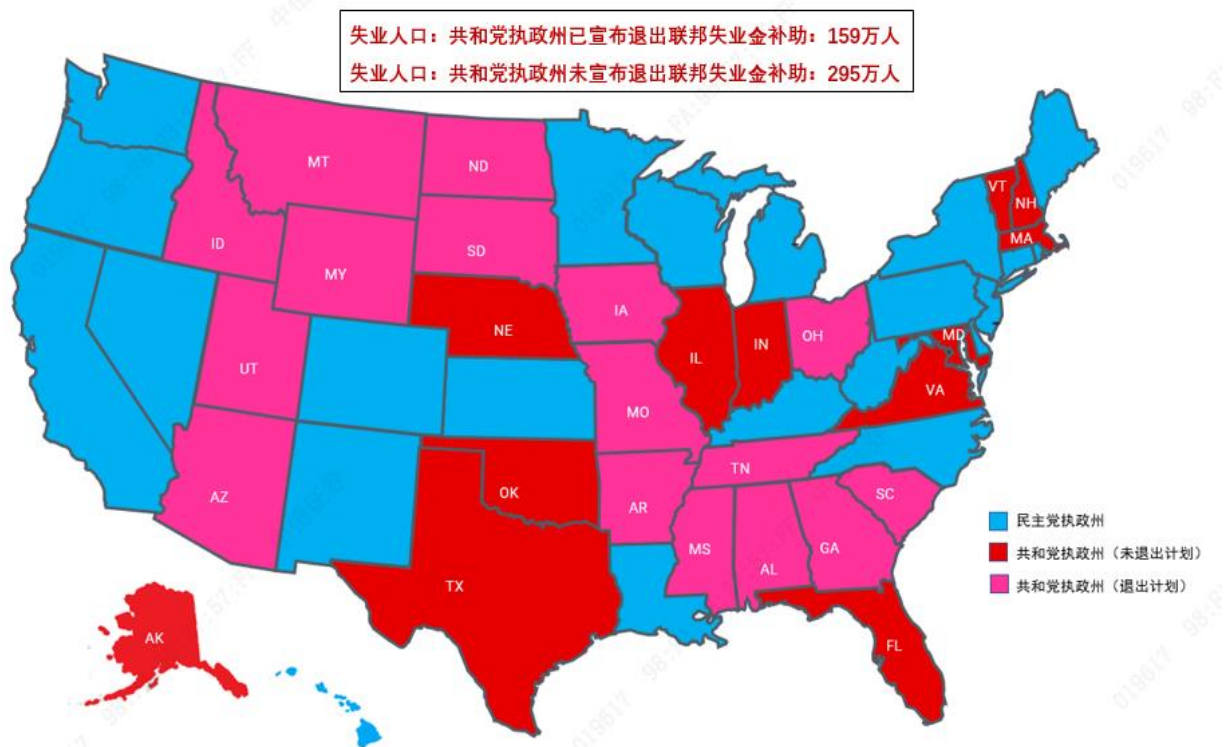 失业人口：共和党执政州已宣布退出联邦失业金补助：159万人
失业人口：共和党执政州未宣布退出联邦失业金补助：295万人
MT
ND
VT
NH
ID
SD
MA
MY
IA
NE
OH
MD
IL
IN
UT
VA
MO
TN
AZ
OK
AR
SC
民主党执政州
MS
GA
共和党执政州（未退出计划）
AL
TX
共和党执政州（退出计划）
AK
FL
019617